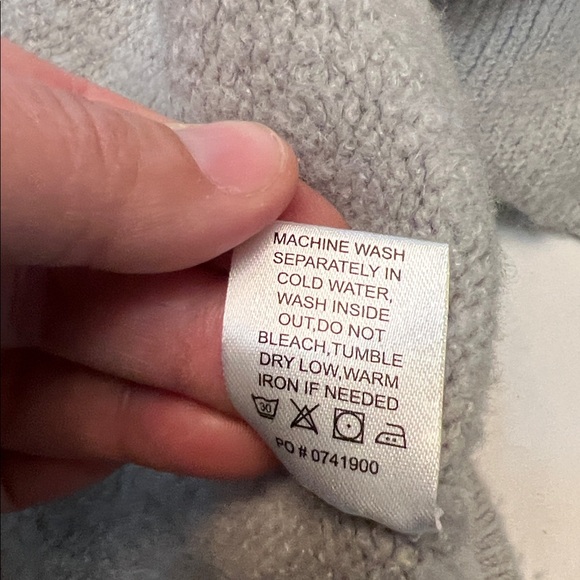 MACHINE WASH
SEPARATELY IN
COLD WATER,
WASH INSIDE
OUT,DO NOT
BLEACH,TUMBLE
DRY LOW,WARM
IRON IF NEEDED
30
PO # 0741900